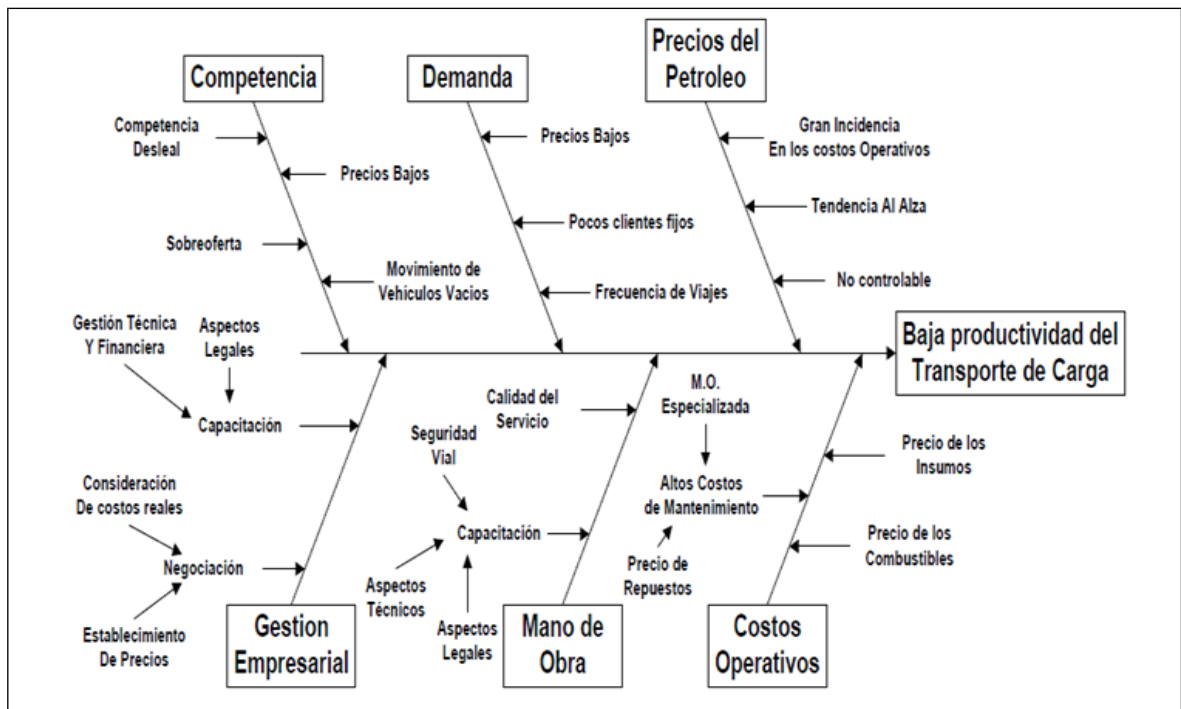 Competencia
Demanda
Precios del
Petroleo
Competencia
Desleal
Precios Bajos
Sobreoferta
Movimiento de
Vehículos Vacios
Precios Bajos
Pocos clientes fijos
Frecuencia de Viajes
Gran Incidencia
En los costos Operativos
Tendencia Al Alza
No controlable
Baja productividad del
Transporte de Carga
Gestión Técnica
Y Financiera
Aspectos
Legales
Capacitación
Consideración
De costos reales
Negociación
Establecimiento
De Precios
Gestion
Empresarial
Calidad del
Servicio
Seguridad
Vial
Capacitación
Aspectos
Técnicos
Aspectos
Legales
Mano de
Obra
M.O.
Especializada
Altos Costos
de Mantenimiento
Precio de
Repuestos
Precio de los
Insumos
Precio de los
Combustibles
Costos
Operativos